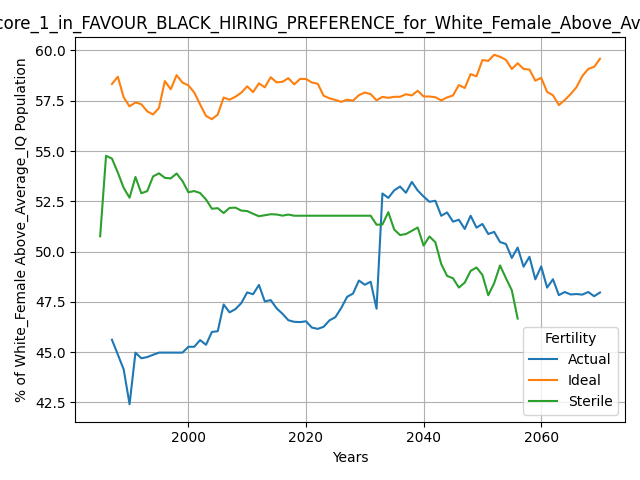 core_1_in_FAVOUR_BLACK_HIRING_PREFERENCE_for_White_Female_Above_Av
% of White_Female Above_Average_IQ Population
60.0
57.5
55.0
52.5
50.0
47.5
45.0
42.5
Fertility
Actual
Ideal
Sterile
2000
2020
2040
2060
Years